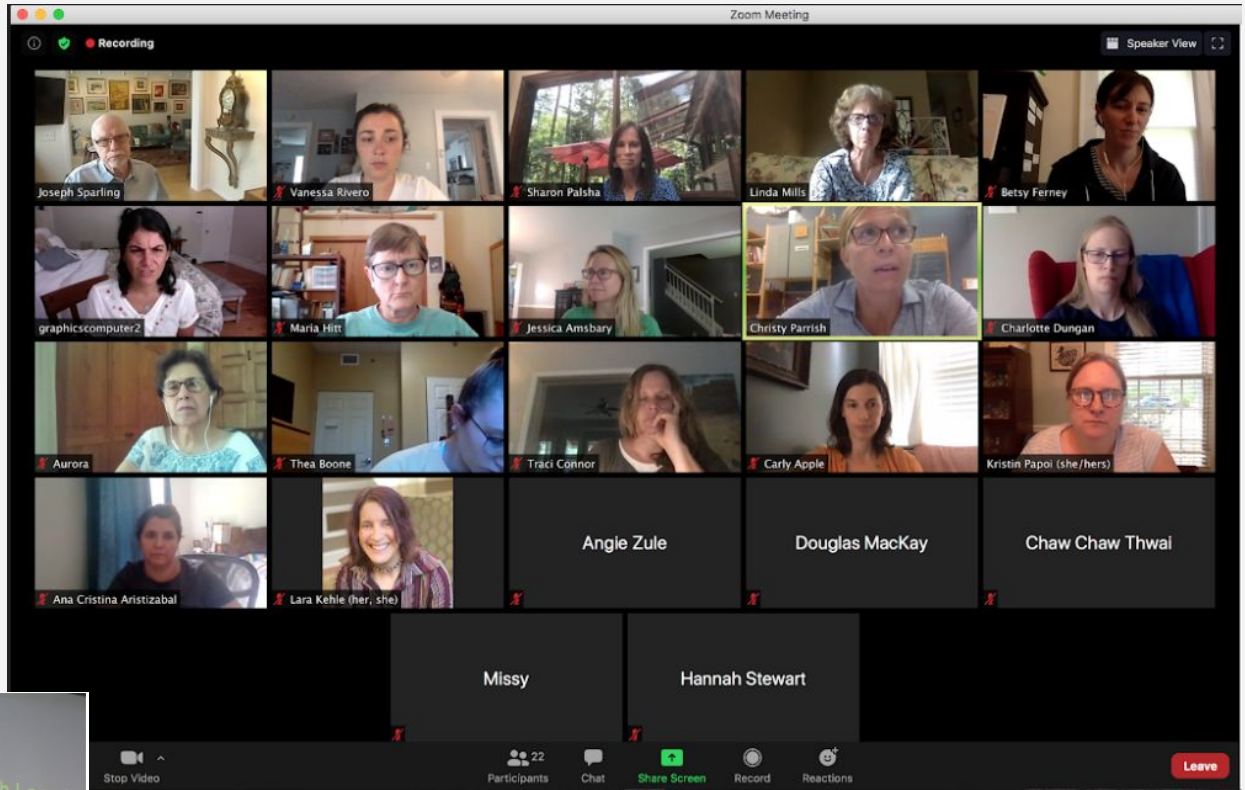 Zoom Meeting
Recording
Speaker View
Joseph Sparling
Vanessa Rivero
Sharon Palsha
Linda Mills
Betsy Ferney
graphicscomputer2
Maria Hitt
Jessica Amsbary
Christy Parrish
Charlotte Dungan
Aurora
Thea Boone
Traci Connor
Carly Apple
Kristin Papoi (she/hers)
Ana Cristina Aristizabal
Lara Kehle (her, she)
Angie Zule
Douglas MacKay
Chaw Chaw Thwai
Missy
Hannah Stewart
Stop Video
Participants
22
Chat
Share Screen
Record
Reactions
Leave